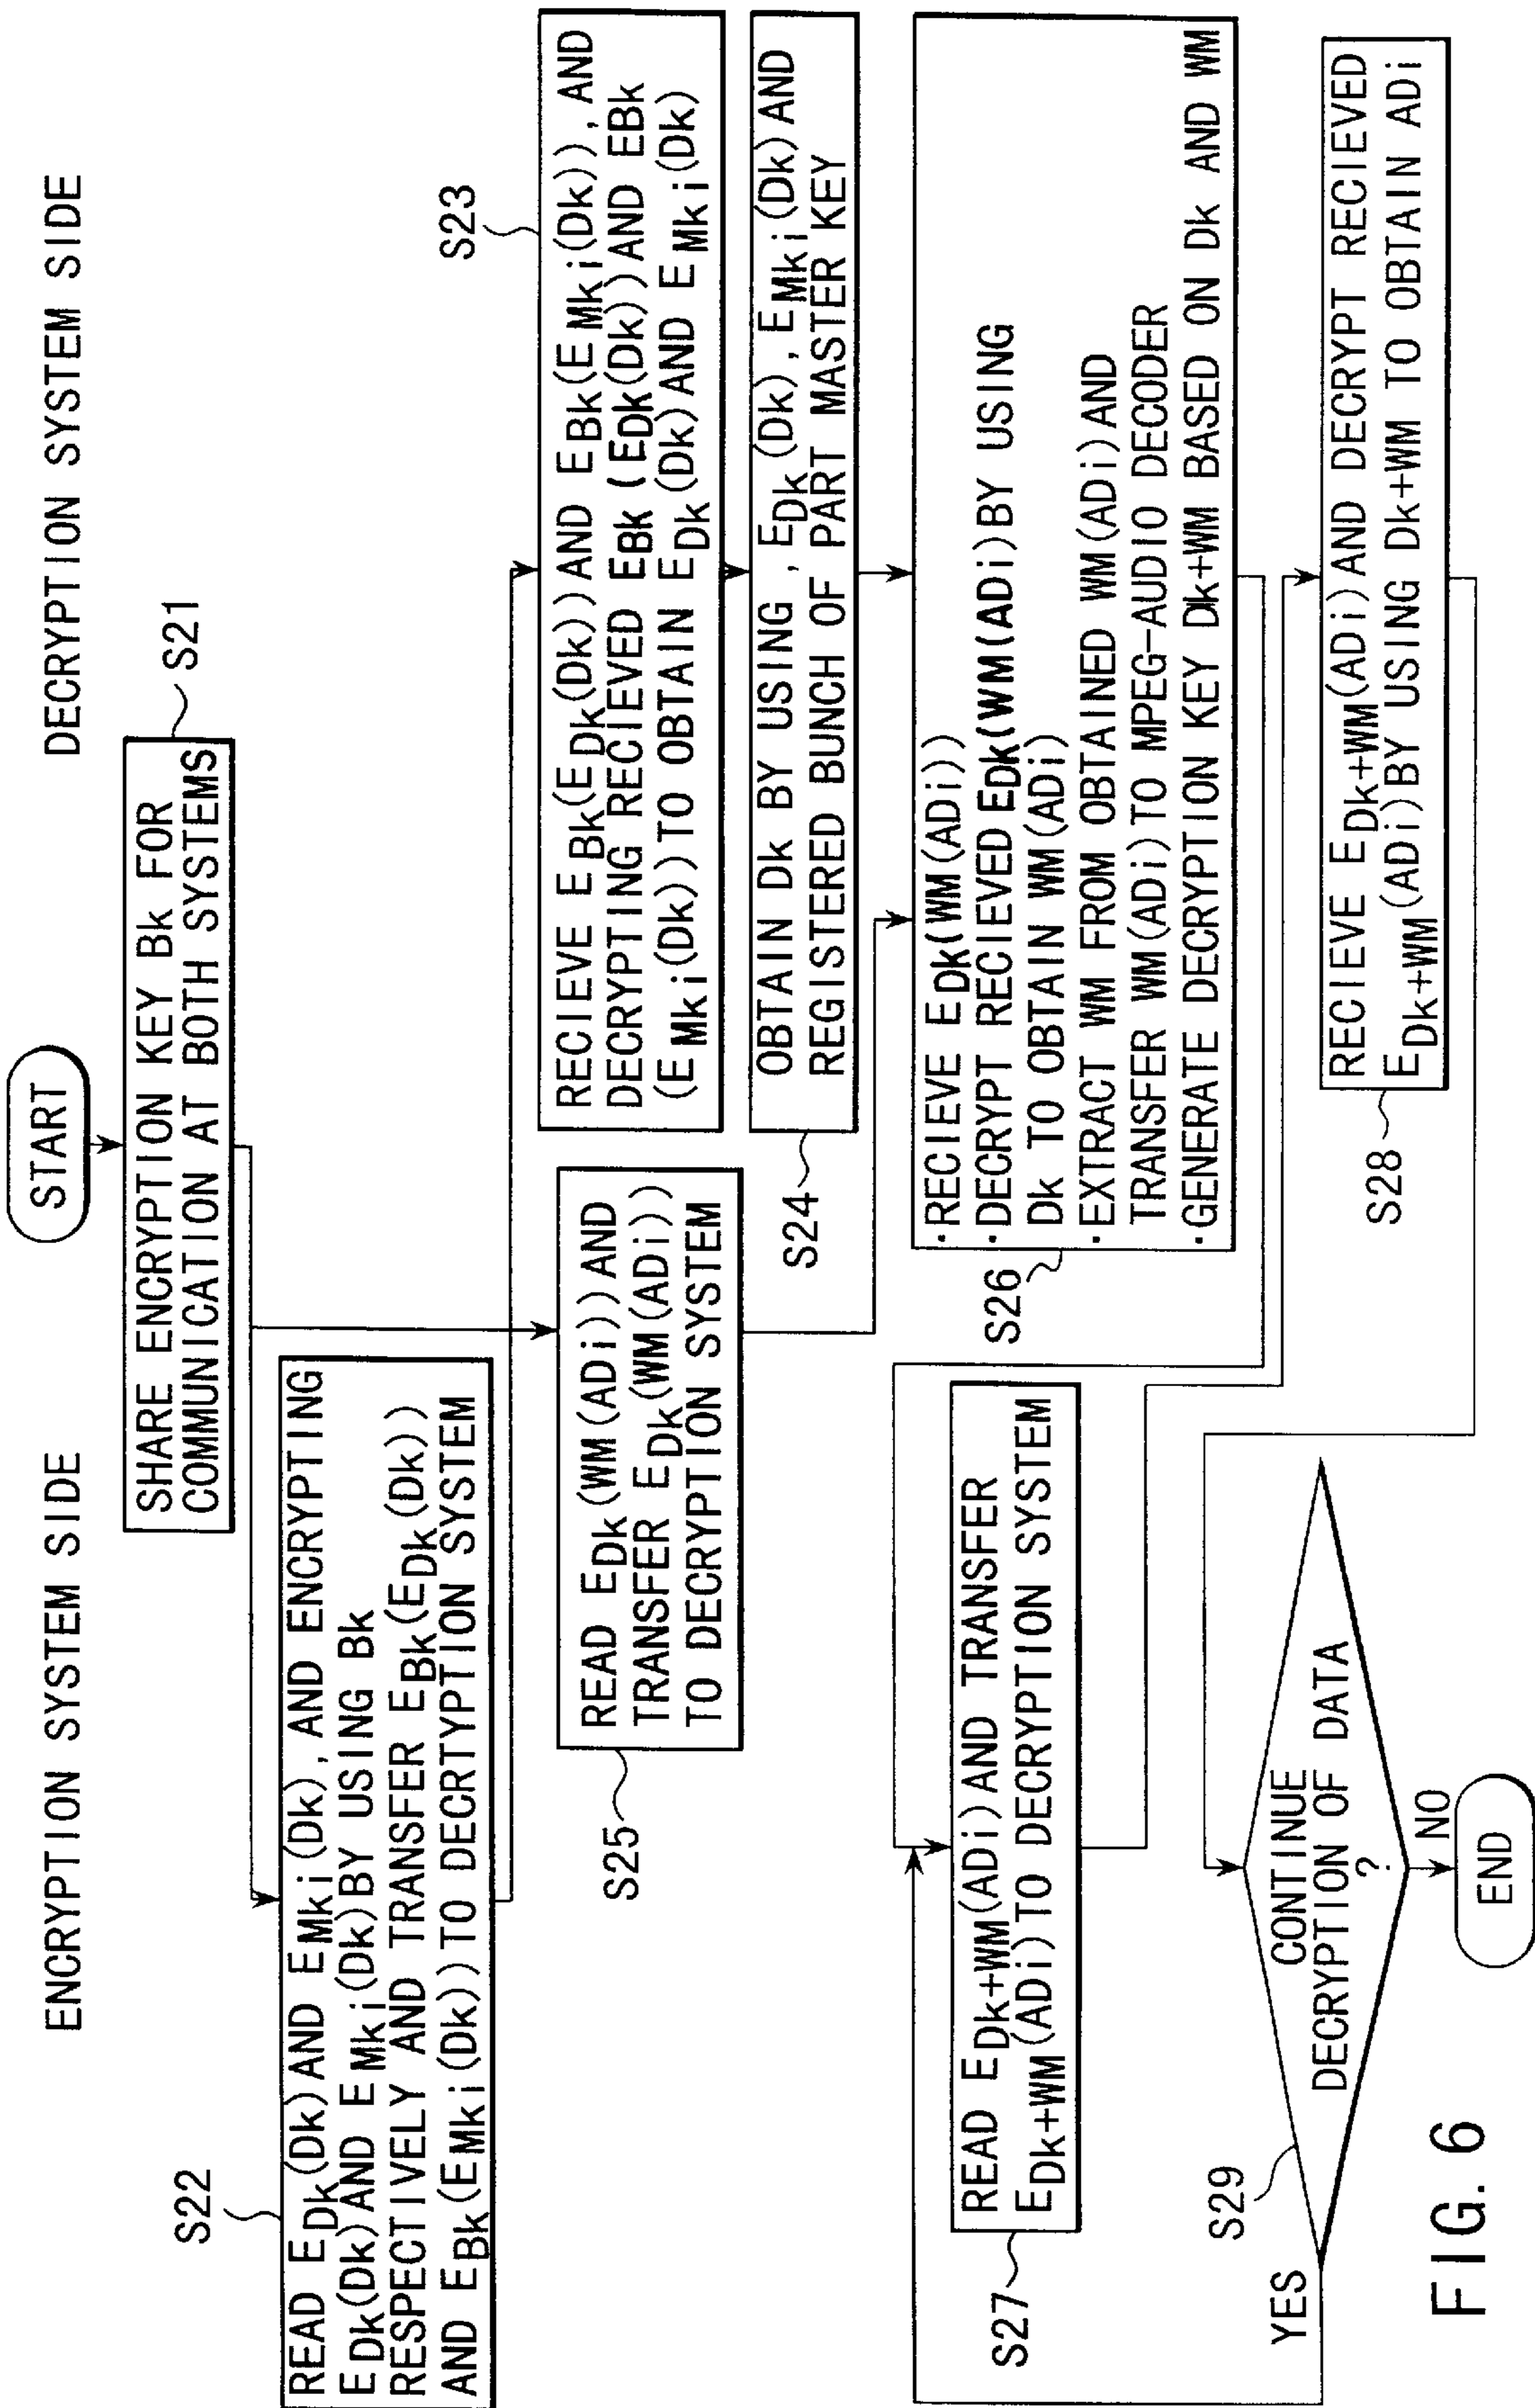 ENCRYPTION SYSTEM SIDE
DECRYPTION SYSTEM SIDE
START
SHARE ENCRYPTION KEY Bk FOR
COMMUNICATION AT BOTH SYSTEMS
S21
S22
READ EDk(Dk) AND EMki(Dk), AND ENCRYPTING
EDk(Dk) AND EMki(Dk) BY USING Bk
RESPECTIVELY AND TRANSFER EBk(EDk(Dk))
AND EBk(EMki(Dk)) TO DECRTYPTION SYSTEM
S23
RECIEVE EBk(EDk(Dk)) AND EBk(EMki(Dk)), AND
DECRYPTING RECIEVED EBk(EDk(Dk)) AND EBk
(EMki(Dk)) TO OBTAIN EDk(Dk) AND EMki(Dk)
S25
READ EDk(WM(ADi)) AND
TRANSFER EDk(WM(ADi))
TO DECRYPTION SYSTEM
S24
OBTAIN Dk BY USING, EDk(Dk), EMki(Dk) AND
REGISTERED BUNCH OF PART MASTER KEY
S26
·RECIEVE EDK(WM(ADi))
·DECRYPT RECIEVED EDK(WM(ADi) BY USING
Dk TO OBTAIN WM(ADi)
·EXTRACT WM FROM OBTAINED WM(ADi) AND
TRANSFER WM(ADi) TO MPEG-AUDIO DECODER
·GENERATE DECRYPTION KEY Dk+WM BASED ON Dk AND WM
S27
READ EDk+WM(ADi) AND TRANSFER
EDk+WM(ADi) TO DECRYPTION SYSTEM
S28
RECIEVE EDk+WM(ADi) AND DECRYPT RECIEVED
EDk+WM(ADi) BY USING Dk+WM TO OBTAIN ADi
S29
CONTINUE
DECRYPTION OF DATA
?
YES
NO
END
FIG. 6